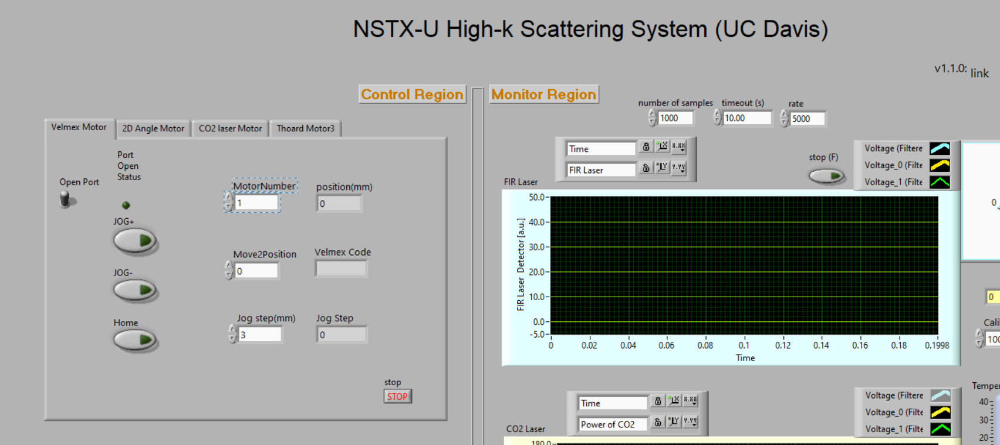 NSTX-U High-k Scattering System (UC Davis)
v1.1.0: link
Control Region
Monitor Region
number of samples
timeout (s)
rate
1000
10.00
5000
Velmex Motor
2D Angle Motor
CO2 laser Motor
Thoard Motor3
Port
Open
Status
Open Port
MotorNumber
1
position(mm)
0
JOG+
Move2Position
0
Velmex Code
JOG-
Jog step(mm)
3
Jog Step
0
Home
stop
STOP
Time
FIR Laser
stop (F)
Voltage (Filtere
Voltage_0 (Filte
Voltage_1 (Filte
FIR Laser
50.0
40.0
30.0
20.0
10.0
0.0
-5.0
FIR Laser Detector [a.u.]
0
0.02
0.04
0.06
0.08
0.1
0.12
0.14
0.16
0.18
0.1998
Time
0
0
Cali
100
Time
Power of CO2
Voltage (Filtere
Voltage_0 (Filte
Voltage_1 (Filte
CO2 Laser
180.0
Temper
40
30
20